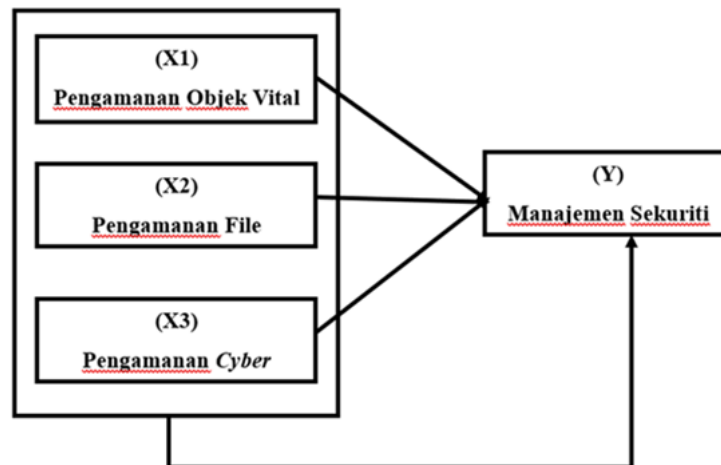 (X1)
Pengamanan Objek Vital
(X2)
Pengamanan File
(X3)
Pengamanan Cyber
(Y)
Manajemen Sekuriti